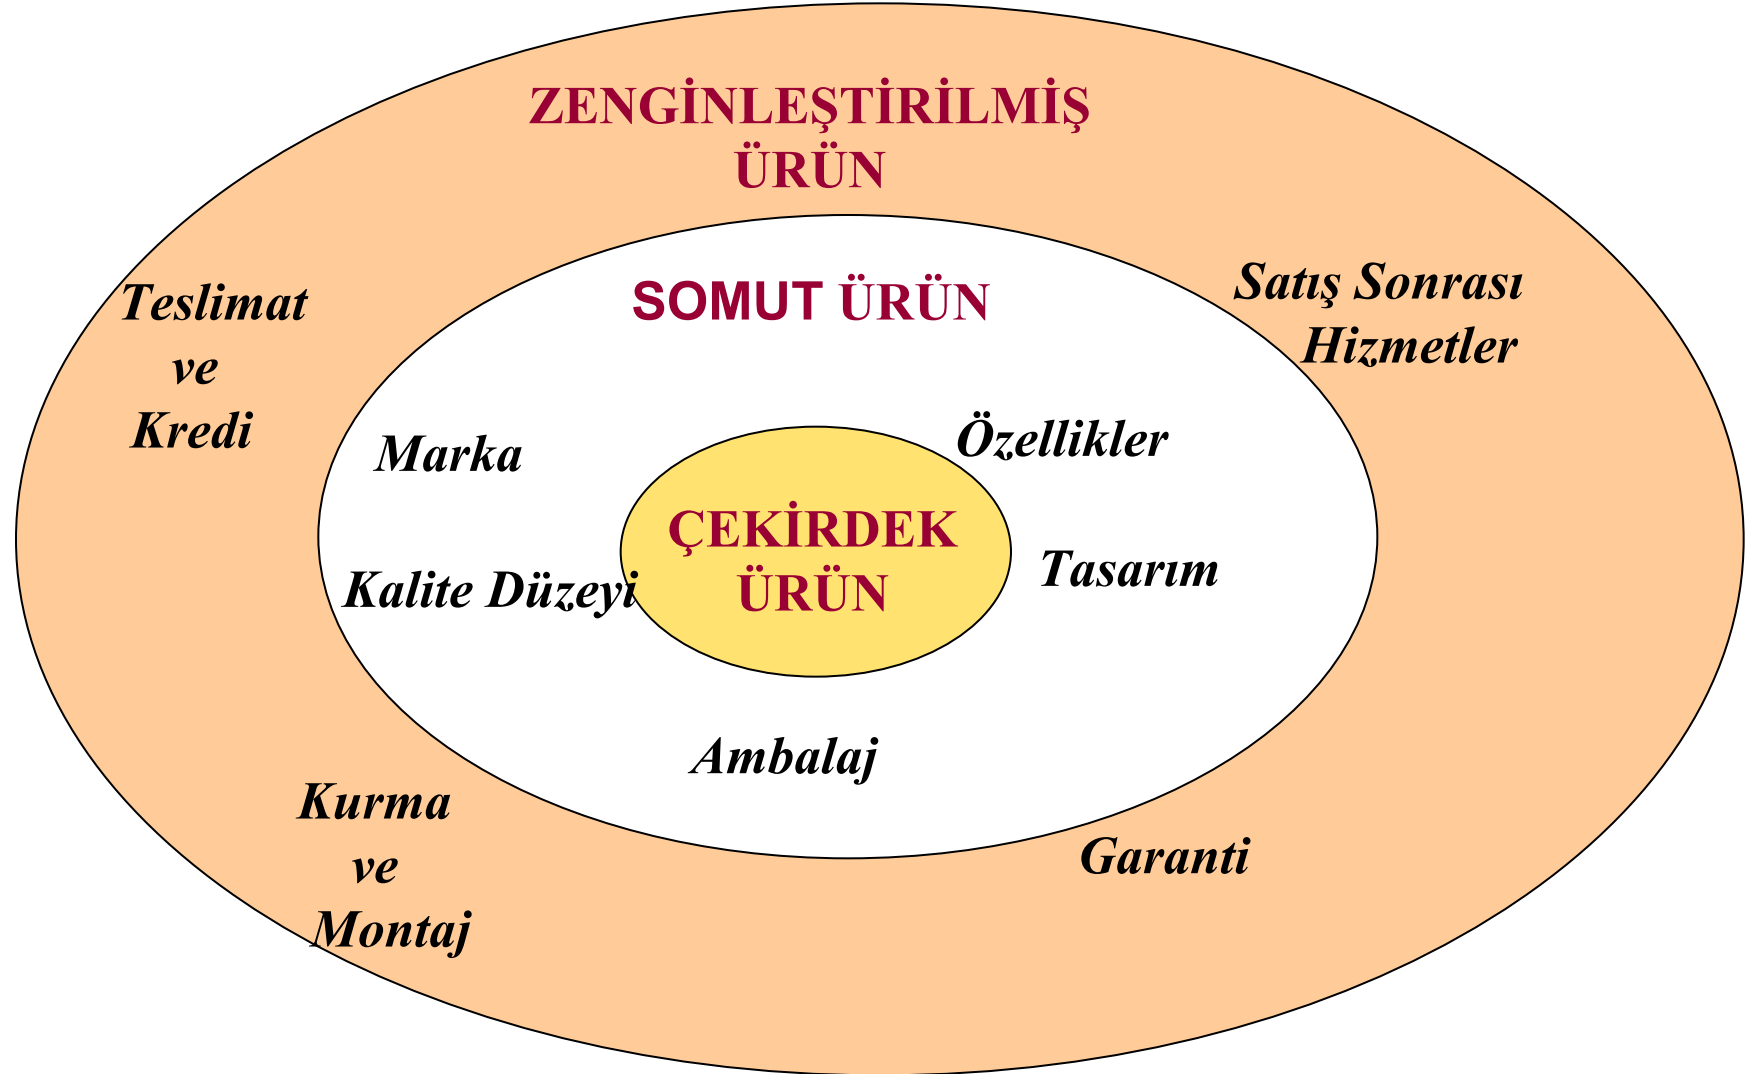 ZENGİNLEŞTİRİLMİŞ
ÜRÜN
SOMUT ÜRÜN
Teslimat
ve
Kredi
Satış Sonrası
Hizmetler
Marka
Özellikler
ÇEKİRDEK
ÜRÜN
Kalite Düzeyi
Tasarım
Ambalaj
Kurma
ve
Montaj
Garanti